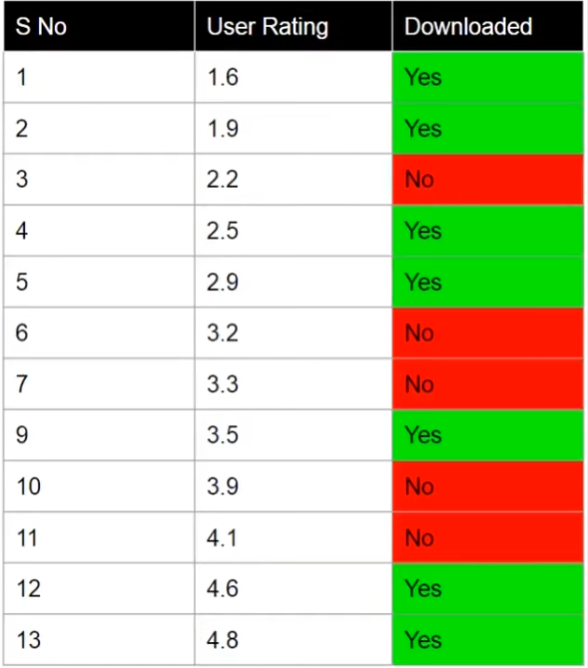 S No User Rating Downloaded
1 1.6 Yes
2 1.9 Yes
3 2.2 No
4 2.5 Yes
5 2.9 Yes
6 3.2 No
7 3.3 No
9 3.5 Yes
10 3.9 No
11 4.1 No
12 4.6 Yes
13 4.8 Yes